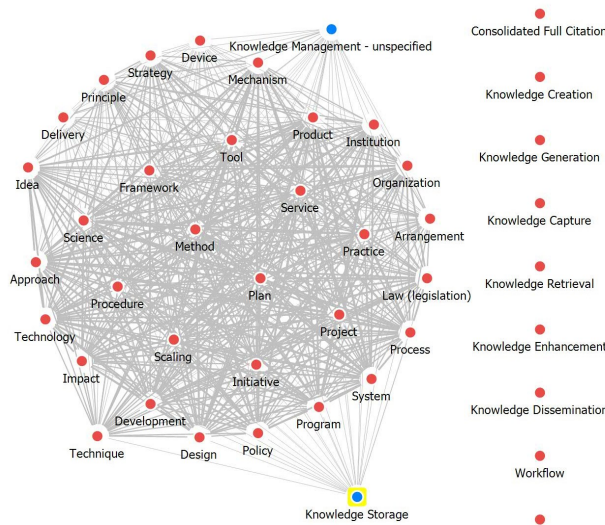 Knowledge Management - unspecified
Consolidated Full Citation
Device
Strategy
Mechanism
Principle
Knowledge Creation
Delivery
Product
Institution
Tool
Knowledge Generation
Idea
Framework
Organization
Service
Science
Method
Practice
Arrangement
Knowledge Capture
Approach
Procedure
Plan
Law (legislation)
Knowledge Retrieval
Technology
Project
Process
Scaling
Knowledge Enhancement
Impact
Initiative
System
Development
Program
Knowledge Dissemination
Technique
Design
Policy
Workflow
Knowledge Storage